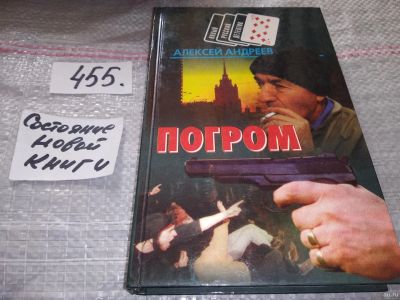 455.
Состояние
новой
книги
АЛЕКСЕЙ АНДРЕЕВ
ПОГРОМ